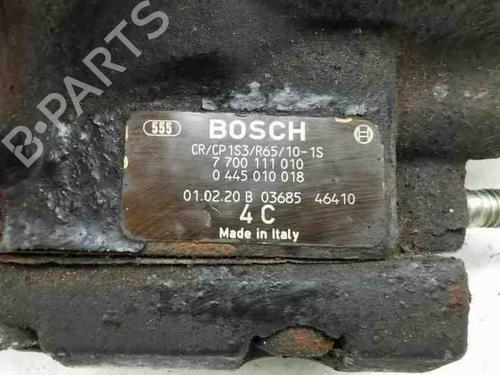 555 BOSCH
CR/CP1S3/R65/10-1S
7 700 111 010
0 445 010 018
01.02.20 B 03685 46410
4 C
Made in Italy